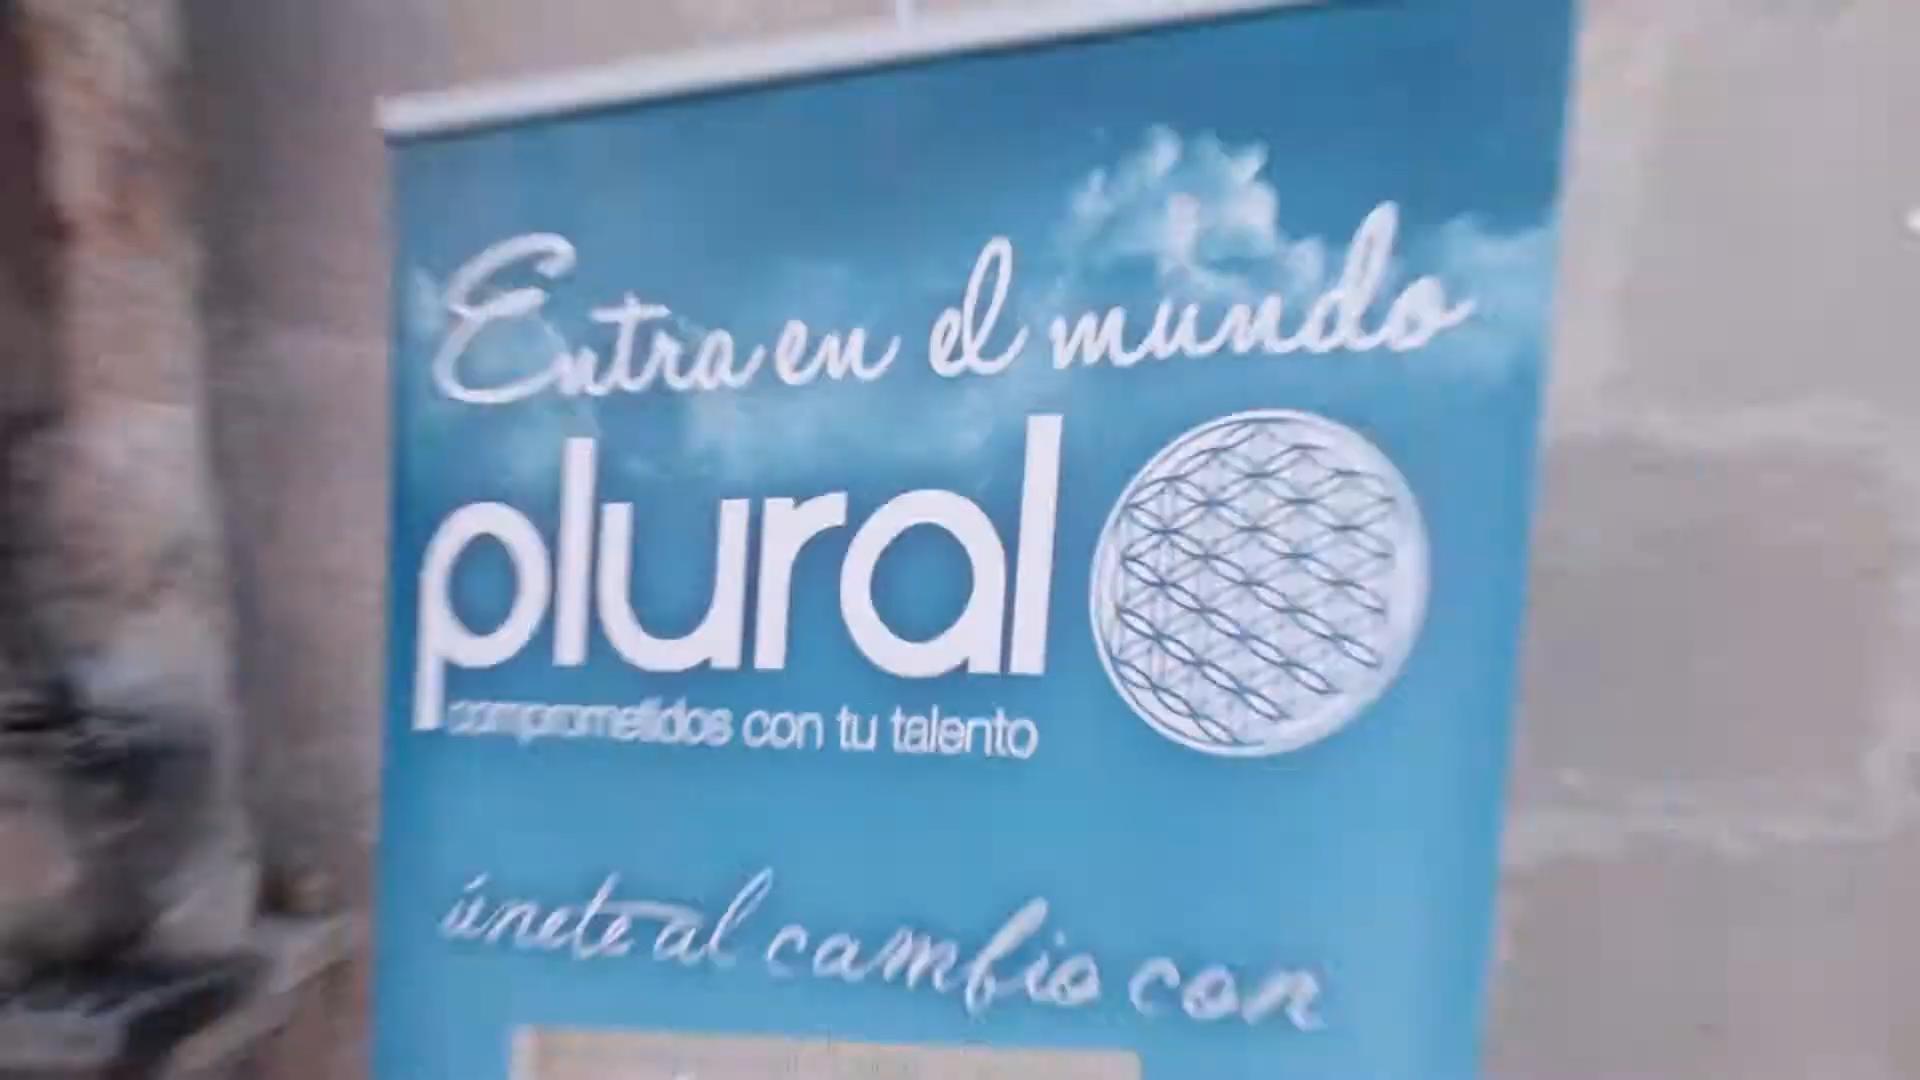 Entra en el mundo
plural
comprometidos con tu talento
únete al cambio con